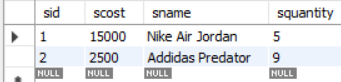 sid scost sname squantity
1 15000 Nike Air Jordan 5
2 2500 Addidas Predator 9
NULL NULL NULL NULL